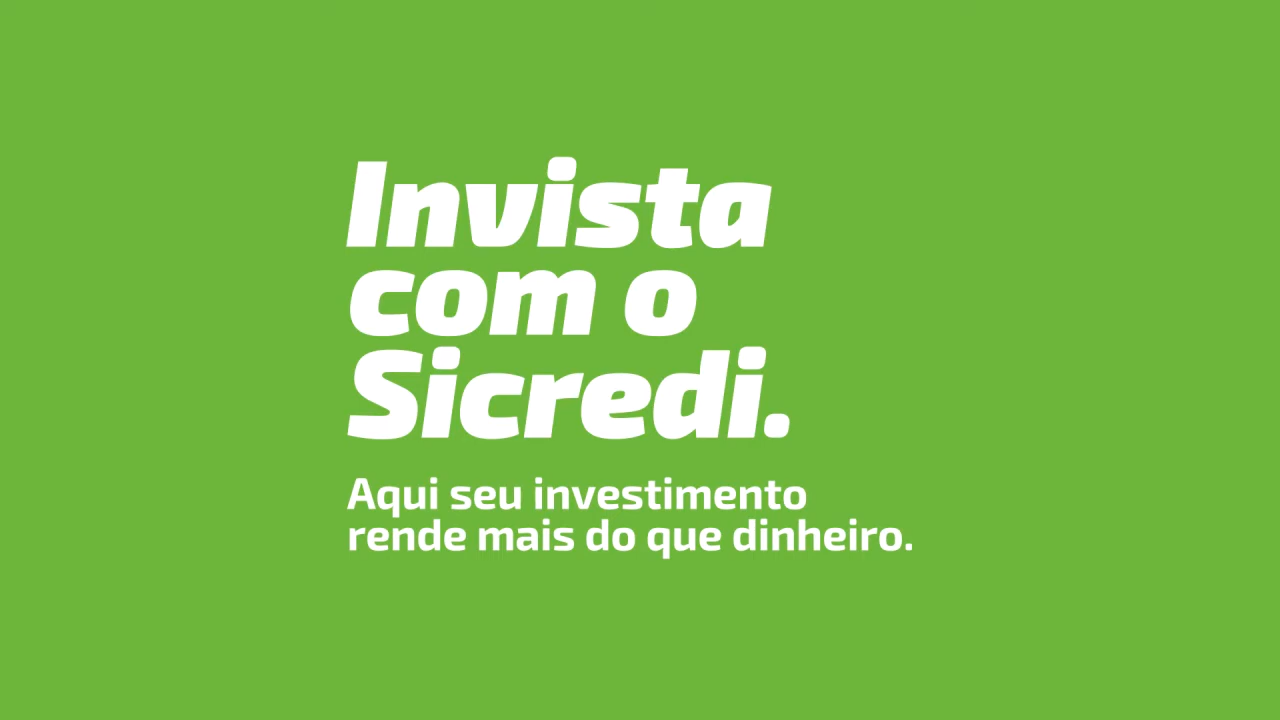 Invista
com o
Sicredi.
Aqui seu investimento
rende mais do que dinheiro.